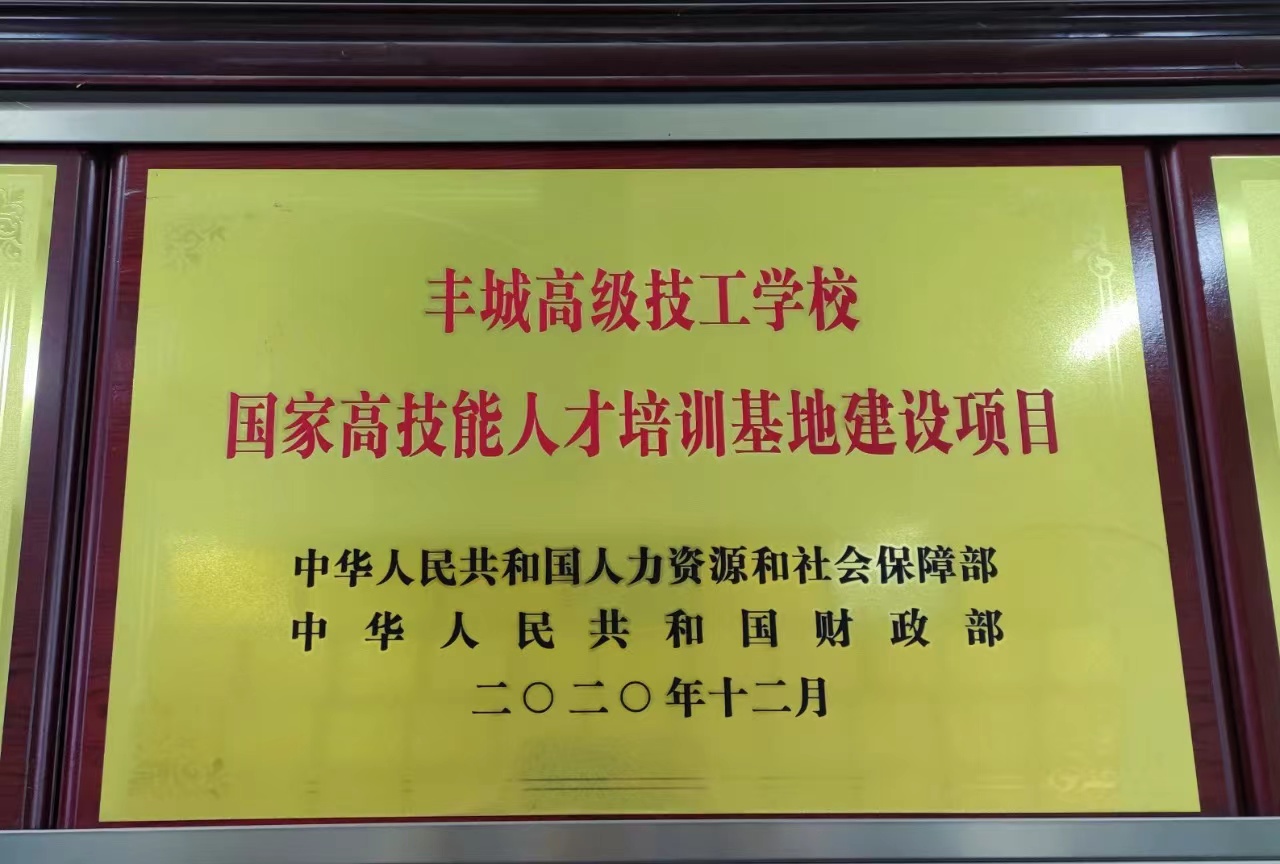 丰城高级技工学校
国家高技能人才培训基地建设项目
中华人民共和国人力资源和社会保障部
中华人民共和国财政部
二〇二〇年十二月